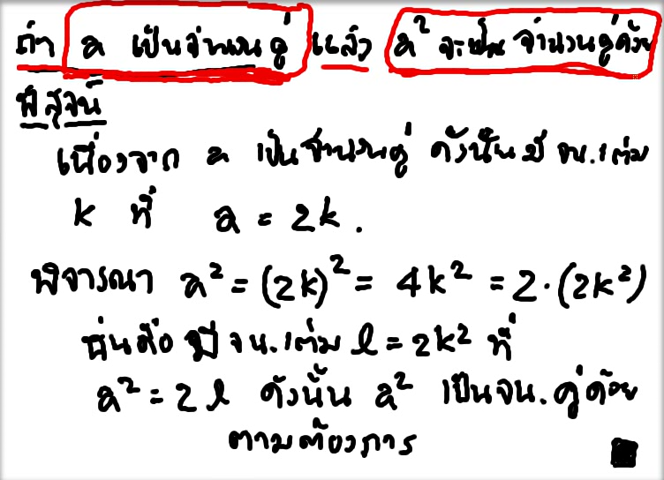 ถ้า a เป็นจำนวนคู่ แล้ว a² จะเป็น จำนวนคู่ด้วย
พิสูจน์
เนื่องจาก a เป็นจำนวนคู่ ดังนั้นมี จน.เต็ม
k ที่ a = 2k.
พิจารณา a² = (2k)² = 4k² = 2·(2k²)
นั่นคือ มี จน.เต็ม l = 2k² ที่
a² = 2l ดังนั้น a² เป็นจน.คู่ด้วย
ตามต้องการ